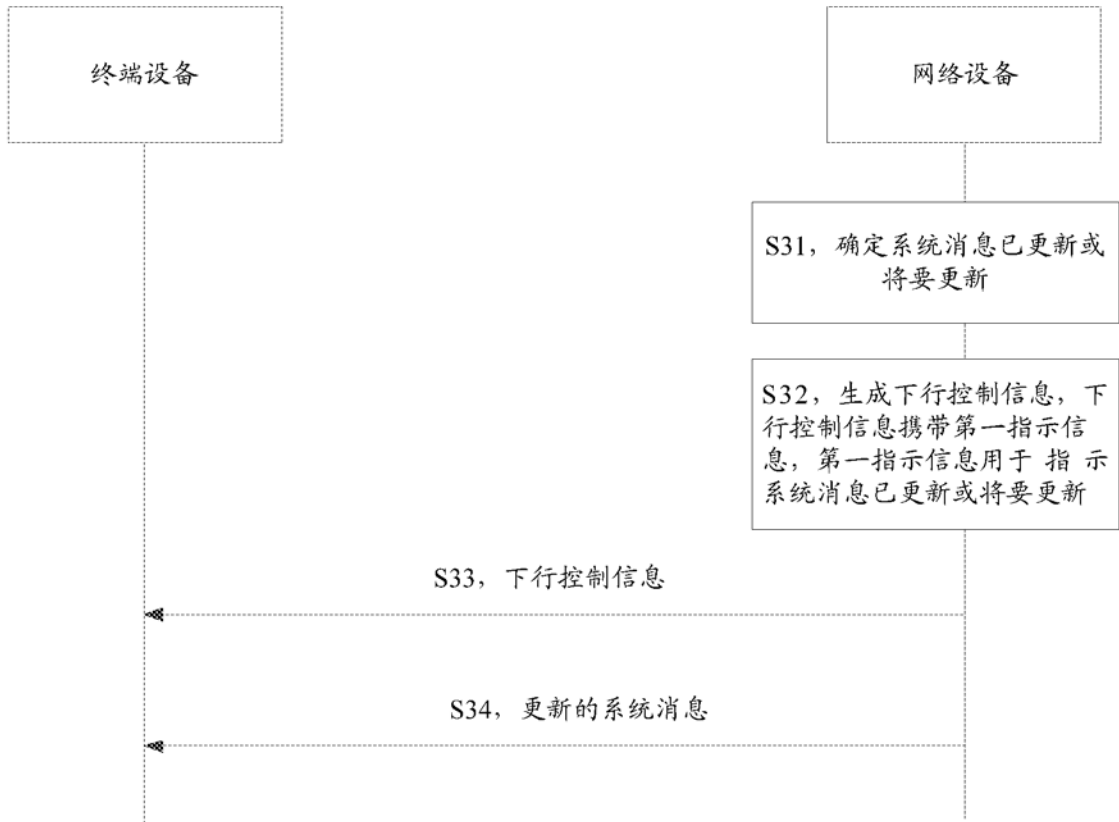 终端设备
网络设备
S31，确定系统消息已更新或
将要更新
S32，生成下行控制信息，下
行控制信息携带第一指示信
息，第一指示信息用于 指 示
系统消息已更新或将要更新
S33，下行控制信息
S34，更新的系统消息